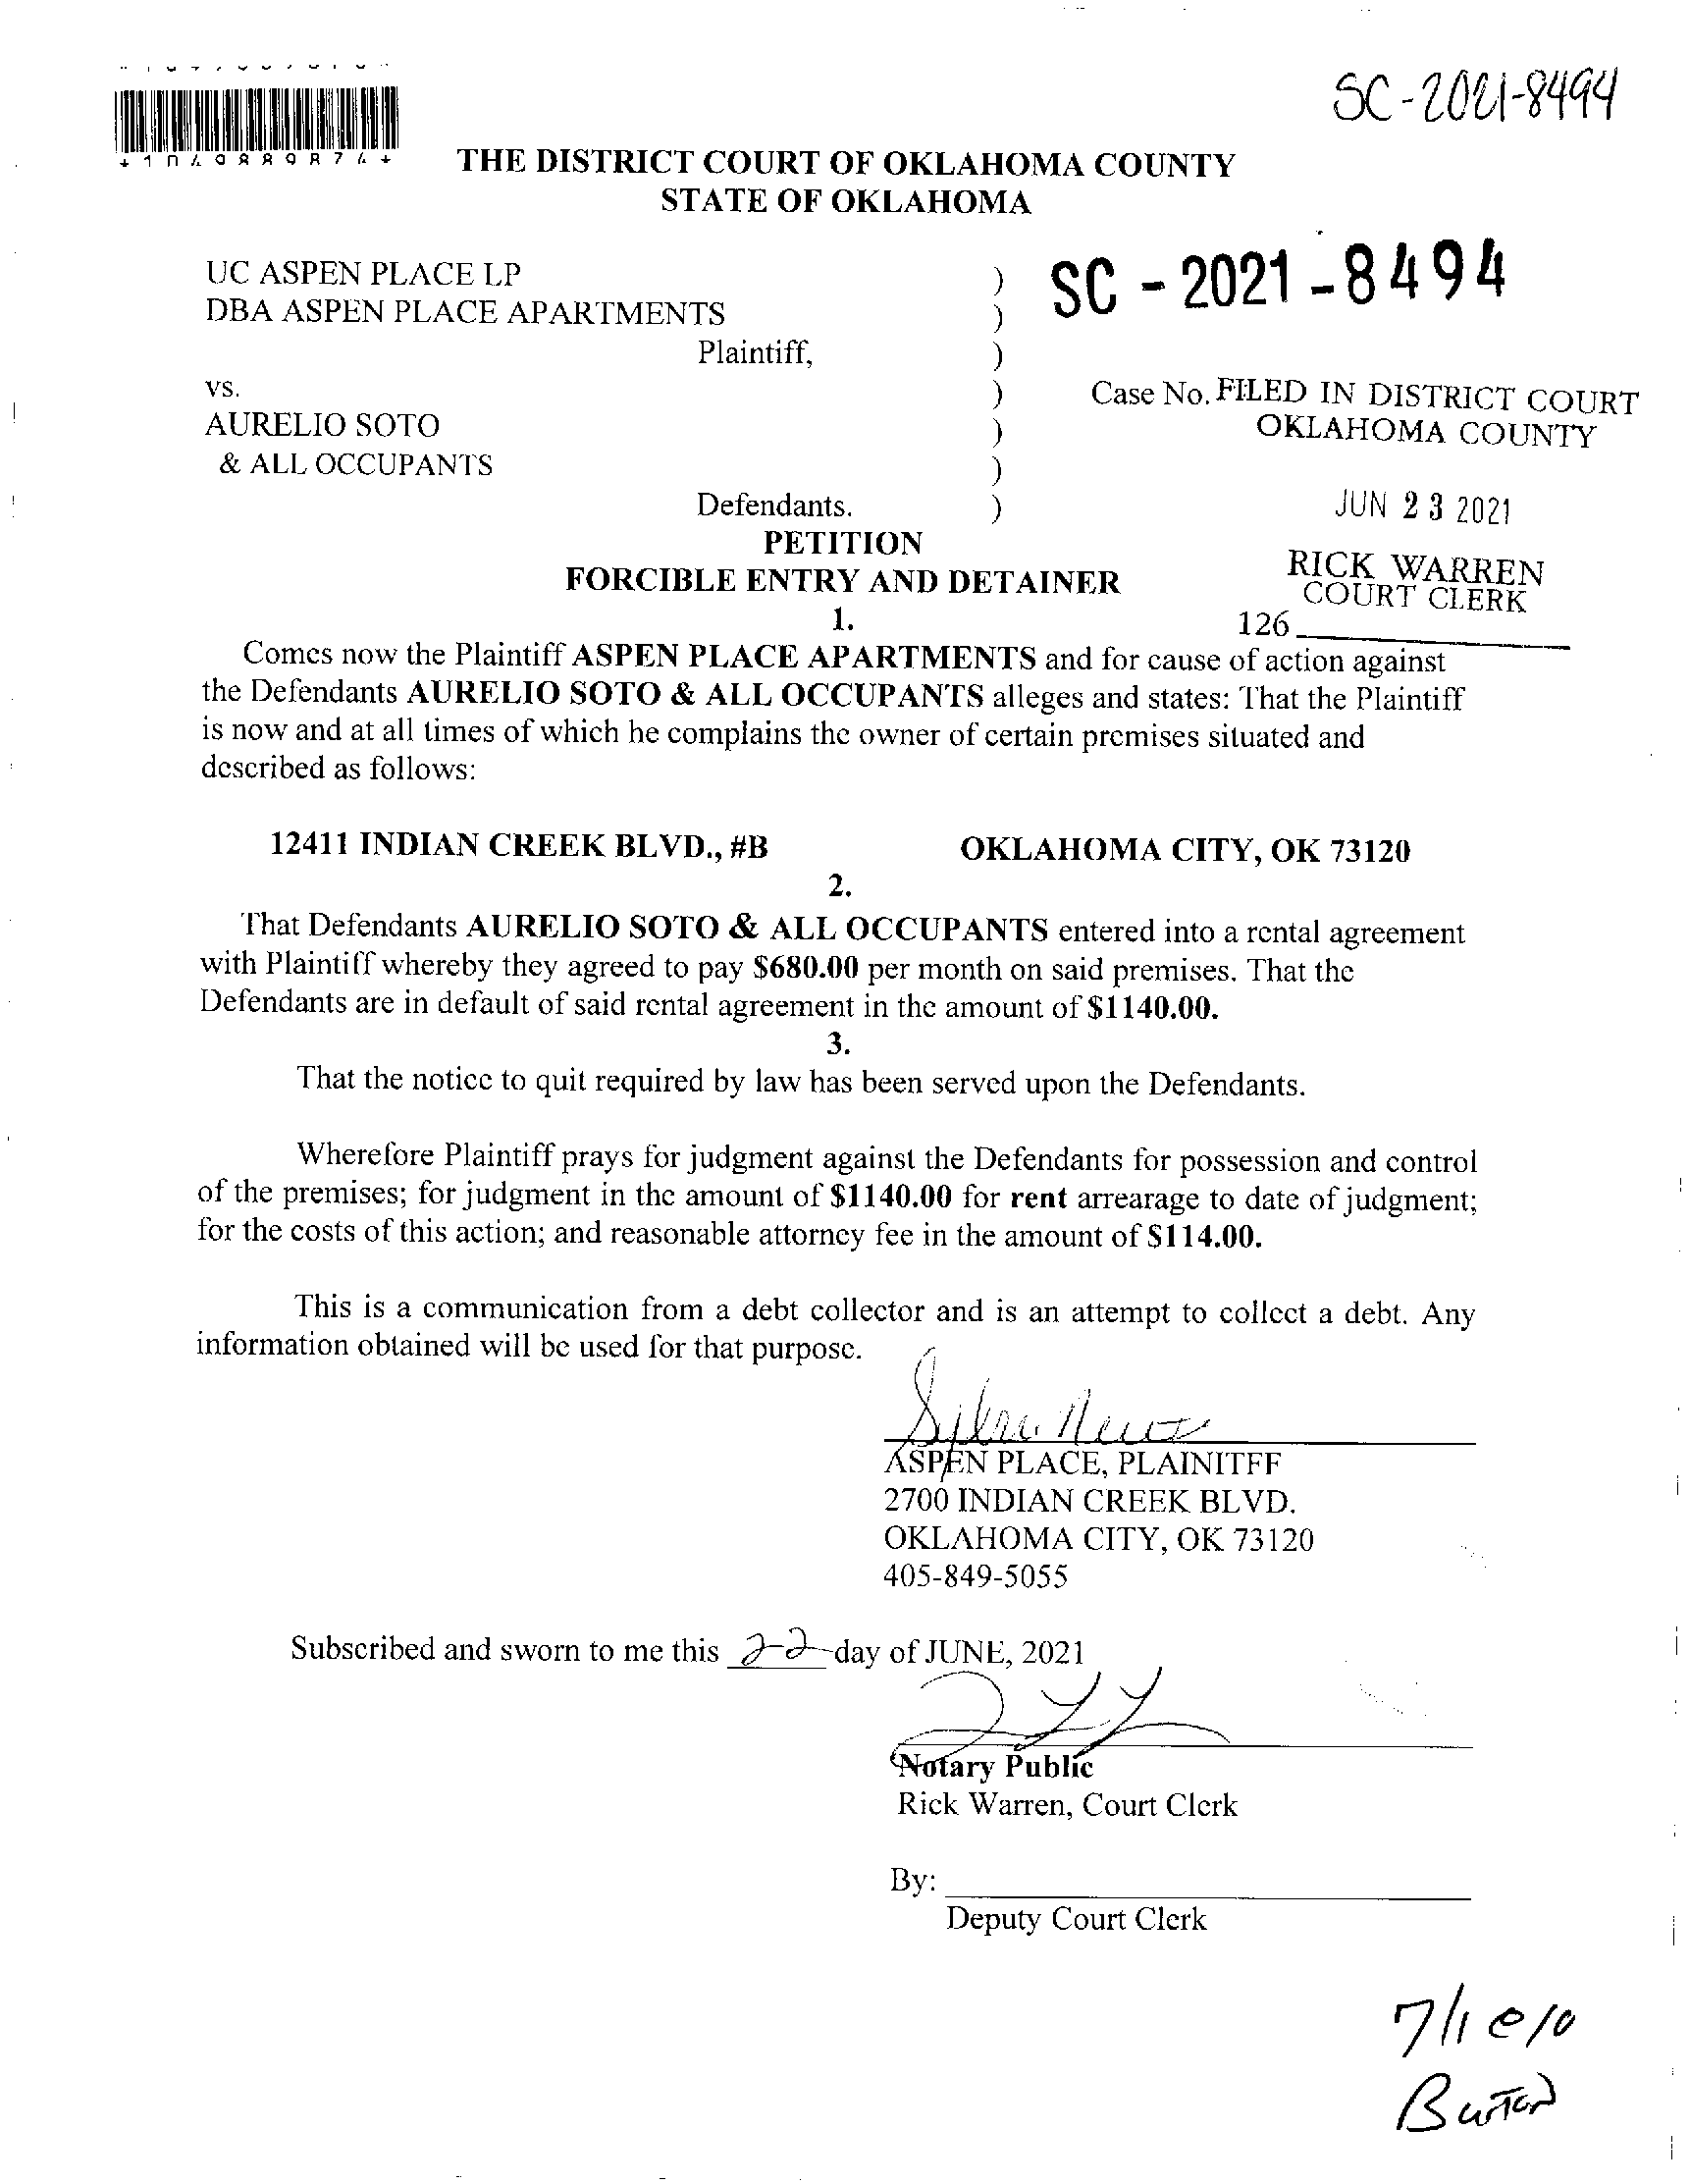 SC-2021-8494
THE DISTRICT COURT OF OKLAHOMA COUNTY
STATE OF OKLAHOMA
UC ASPEN PLACE LP )
DBA ASPEN PLACE APARTMENTS )
Plaintiff, )
vs. )
AURELIO SOTO )
& ALL OCCUPANTS )
Defendants. )
SC - 2021 - 8494
Case No. FILED IN DISTRICT COURT
OKLAHOMA COUNTY
JUN 23 2021
RICK WARREN
COURT CLERK
126
PETITION
FORCIBLE ENTRY AND DETAINER
1.
Comes now the Plaintiff ASPEN PLACE APARTMENTS and for cause of action against
the Defendants AURELIO SOTO & ALL OCCUPANTS alleges and states: That the Plaintiff
is now and at all times of which he complains the owner of certain premises situated and
described as follows:
12411 INDIAN CREEK BLVD., #B OKLAHOMA CITY, OK 73120
2.
That Defendants AURELIO SOTO & ALL OCCUPANTS entered into a rental agreement
with Plaintiff whereby they agreed to pay $680.00 per month on said premises. That the
Defendants are in default of said rental agreement in the amount of $1140.00.
3.
That the notice to quit required by law has been served upon the Defendants.
Wherefore Plaintiff prays for judgment against the Defendants for possession and control
of the premises; for judgment in the amount of $1140.00 for rent arrearage to date of judgment;
for the costs of this action; and reasonable attorney fee in the amount of $114.00.
This is a communication from a debt collector and is an attempt to collect a debt. Any
information obtained will be used for that purpose.
ASPEN PLACE, PLAINITFF
2700 INDIAN CREEK BLVD.
OKLAHOMA CITY, OK 73120
405-849-5055
Subscribed and sworn to me this 22 day of JUNE, 2021
Notary Public
Rick Warren, Court Clerk
By:
Deputy Court Clerk
7/1 @ 10
Burton